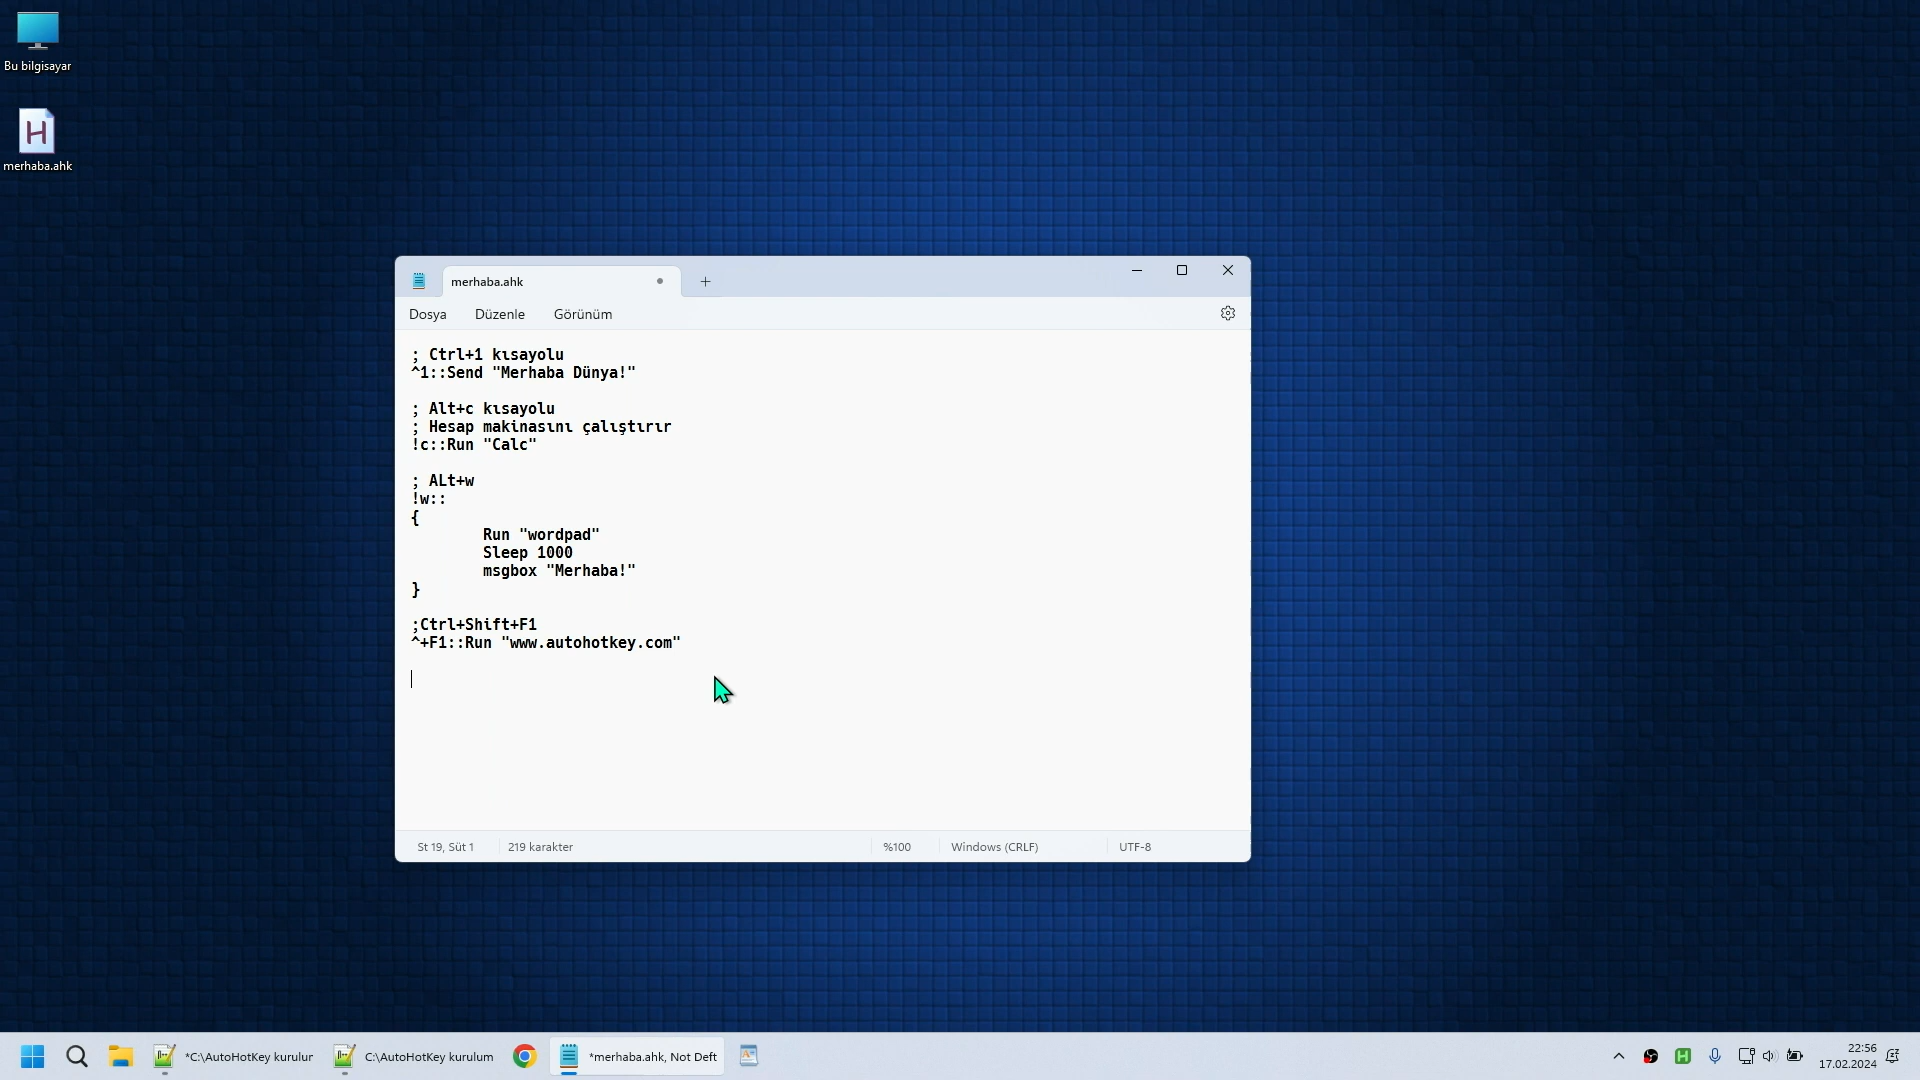 Bu bilgisayar
merhaba.ahk
merhaba.ahk
Dosya Düzenle Görünüm
; Ctrl+1 kısayolu
^1::Send "Merhaba Dünya!"
; Alt+c kısayolu
; Hesap makinasını çalıştırır
!c::Run "Calc"
; ALt+w
!w::
{
Run "wordpad"
Sleep 1000
msgbox "Merhaba!"
}
;Ctrl+Shift+F1
^+F1::Run "www.autohotkey.com"
St 19, Süt 1 219 karakter %100 Windows (CRLF) UTF-8
*C:\AutoHotKey kurulur C:\AutoHotKey kurulum *merhaba.ahk, Not Deft 22:56
17.02.2024